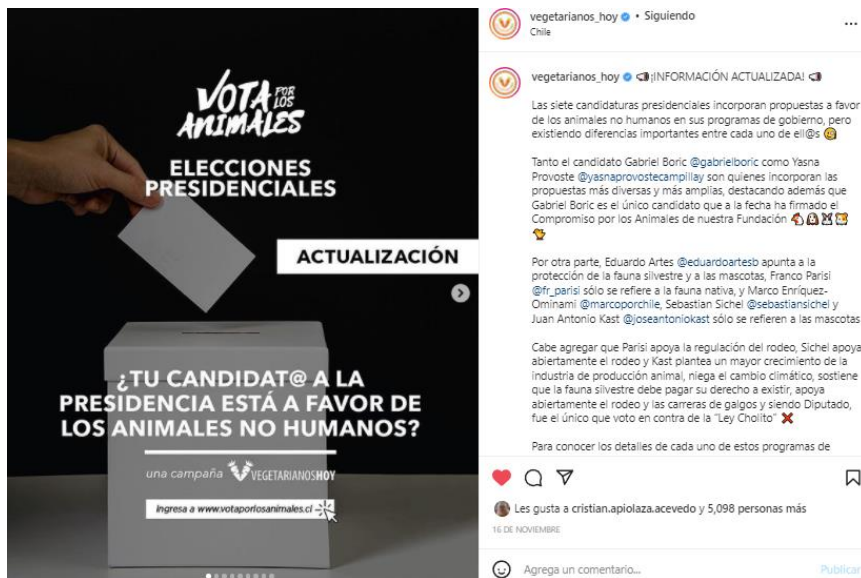 VOTA POR LOS ANIMALES
ELECCIONES
PRESIDENCIALES
ACTUALIZACIÓN
¿TU CANDIDAT@ A LA
PRESIDENCIA ESTÁ A FAVOR DE
LOS ANIMALES NO HUMANOS?
una campaña VEGETARIANOSHOY
Ingresa a www.votaporlosanimales.cl
vegetarianos_hoy • Siguiendo
Chile
vegetarianos_hoy ¡INFORMACIÓN ACTUALIZADA!
Las siete candidaturas presidenciales incorporan propuestas a favor
de los animales no humanos en sus programas de gobierno, pero
existiendo diferencias importantes entre cada uno de ell@s
Tanto el candidato Gabriel Boric @gabrielboric como Yasna
Provoste @yasnaprovostecampillay son quienes incorporan las
propuestas más diversas y más amplias, destacando además que
Gabriel Boric es el único candidato que a la fecha ha firmado el
Compromiso por los Animales de nuestra Fundación
Por otra parte, Eduardo Artes @eduardoartesb apunta a la
protección de la fauna silvestre y a las mascotas, Franco Parisi
@fr_parisi sólo se refiere a la fauna nativa, y Marco Enríquez-
Ominami @marcoporchile, Sebastian Sichel @sebastiansichel y
Juan Antonio Kast @joseantoniokast sólo se refieren a las mascotas
Cabe agregar que Parisi apoya la regulación del rodeo, Sichel apoya
abiertamente el rodeo y Kast plantea un mayor crecimiento de la
industria de producción animal, niega el cambio climático, sostiene
que la fauna silvestre debe pagar su derecho a existir, apoya
abiertamente el rodeo y las carreras de galgos y siendo Diputado,
fue el único que voto en contra de la "Ley Cholito"
Para conocer los detalles de cada uno de estos programas de
Les gusta a cristian.apiolaza.acevedo y 5,098 personas más
16 DE NOVIEMBRE
Agrega un comentario... Publicar